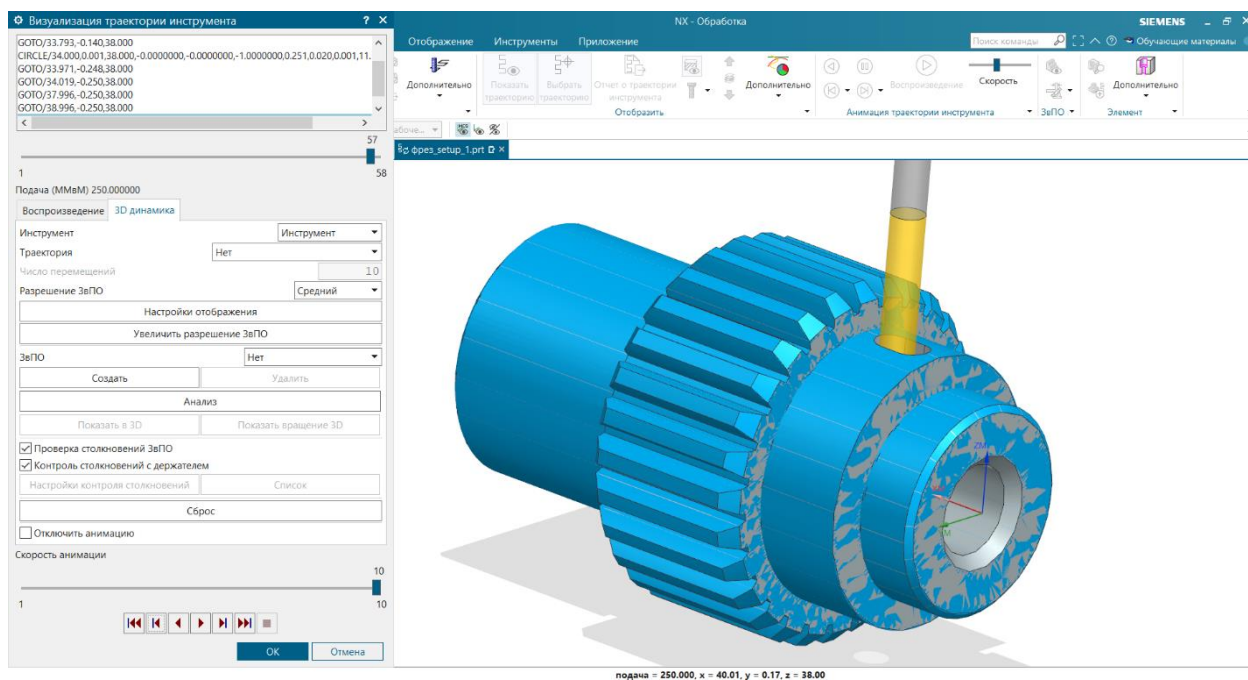 Визуализация траектории инструмента ? ×
GOTO/33.793,-0.140,38.000
CIRCLE/34.000,0.001,38.000,-0.0000000,-0.0000000,-1.0000000,0.251,0.020,0.001,11.
GOTO/33.971,-0.248,38.000
GOTO/34.019,-0.250,38.000
GOTO/37.996,-0.250,38.000
GOTO/38.996,-0.250,38.000
57
1 58
Подача (ММвМ) 250.000000
Воспроизведение 3D динамика
Инструмент Инструмент
Траектория Нет
Число перемещений 10
Разрешение ЗвПО Средний
Настройки отображения
Увеличить разрешение ЗвПО
ЗвПО Нет
Создать Удалить
Анализ
Показать в 3D Показать вращение 3D
Проверка столкновений ЗвПО
Контроль столкновений с держателем
Настройки контроля столкновений Список
Сброс
Отключить анимацию
Скорость анимации
10
1 10
ОК Отмена
NX - Обработка SIEMENS
Отображение Инструменты Приложение Поиск команды Обучающие материалы
Дополнительно Показать траекторию Выбрать траекторию Отчет о траектории инструмента Дополнительно Воспроизведение Скорость Дополнительно
Отобразить Анимация траектории инструмента ЗвПО Элемент
фрез_setup_1.prt
ZM
YM
подача = 250.000, x = 40.01, y = 0.17, z = 38.00